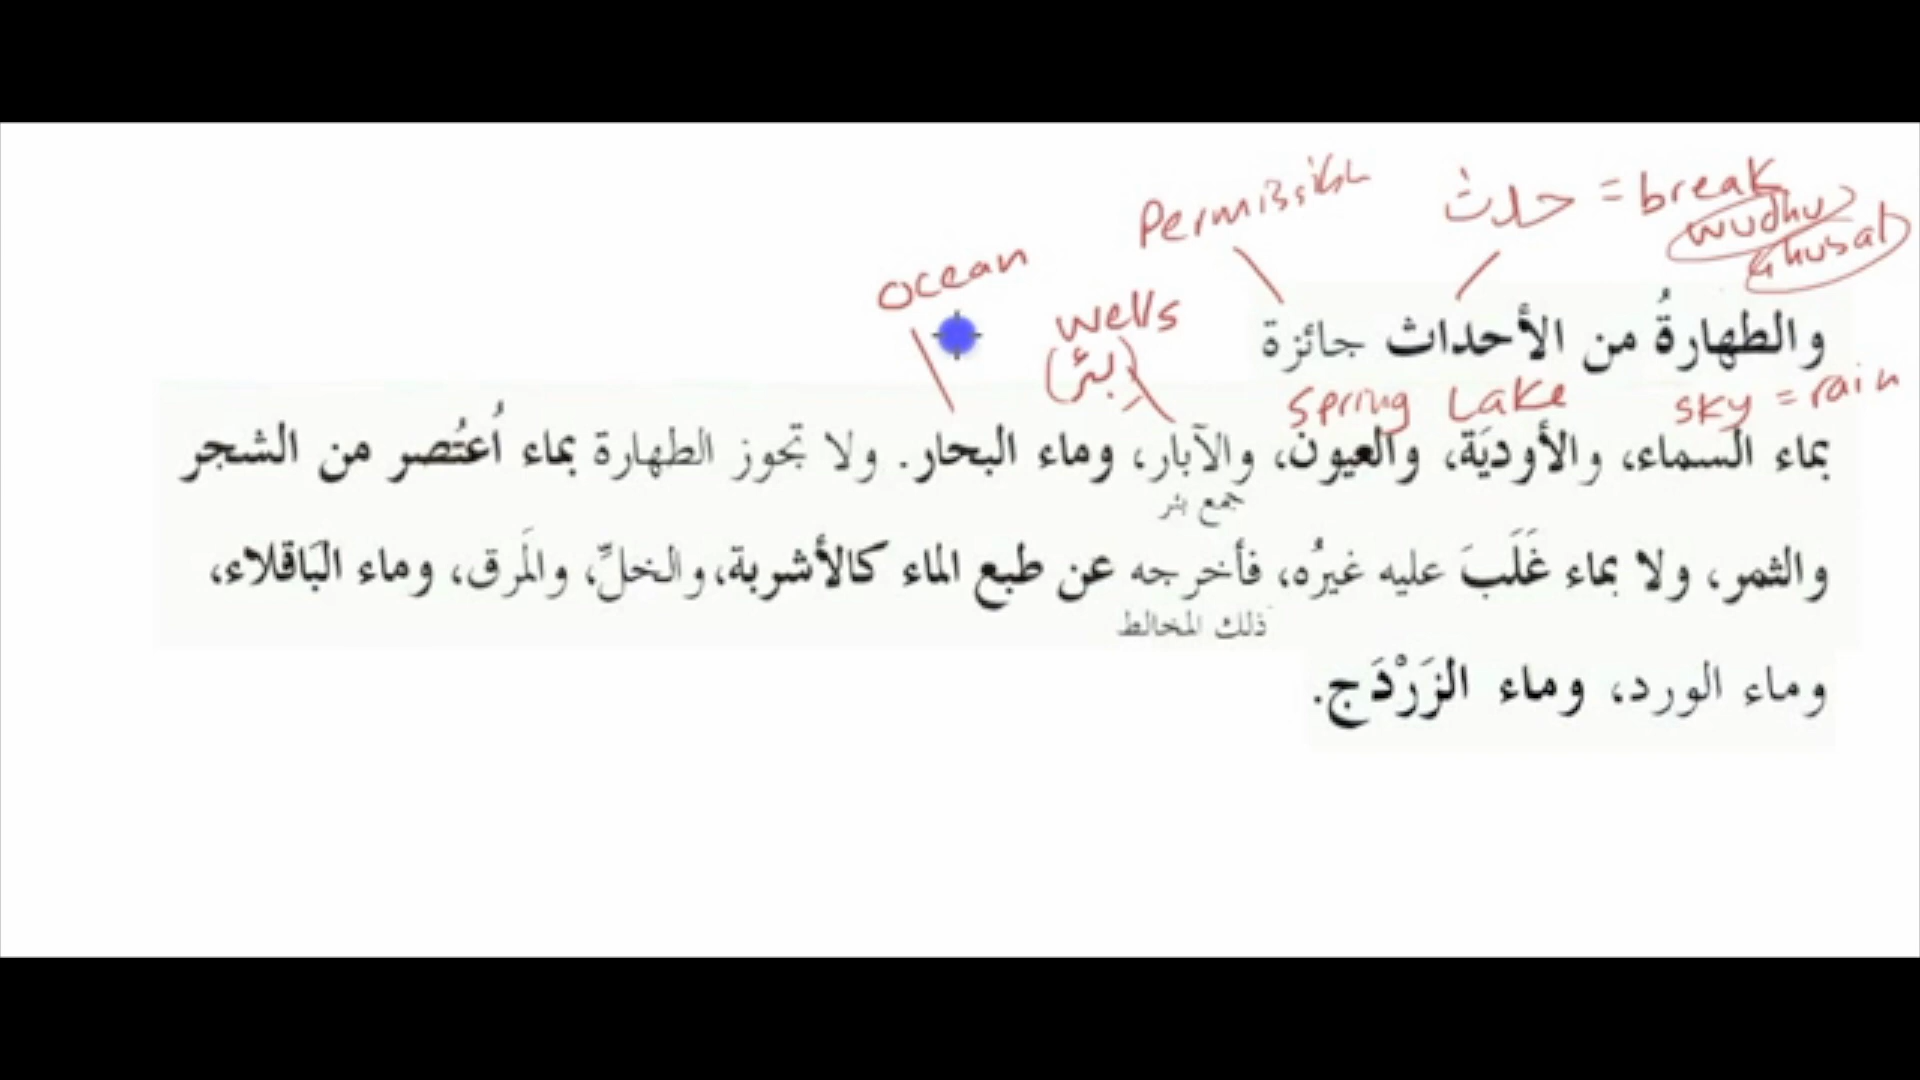 Permissible حدث = break
wudhu
Ghusal
ocean
wells
(بئر)
والطهارةُ من الأحداث جائزة
Spring Lake sky = rain
بماء السماء، والأوديَة، والعيون، والآبار، وماء البحار. ولا تجوز الطهارة بماء اُعتُصر من الشجر
جمع بئر
والثمر، ولا بماء غَلَبَ عليه غيرُه، فأخرجه عن طبع الماء كالأشربة، والخلِّ، والمَرق، وماء البَاقلاء،
ذلك المخالط
وماء الورد، وماء الزَرْدَج.